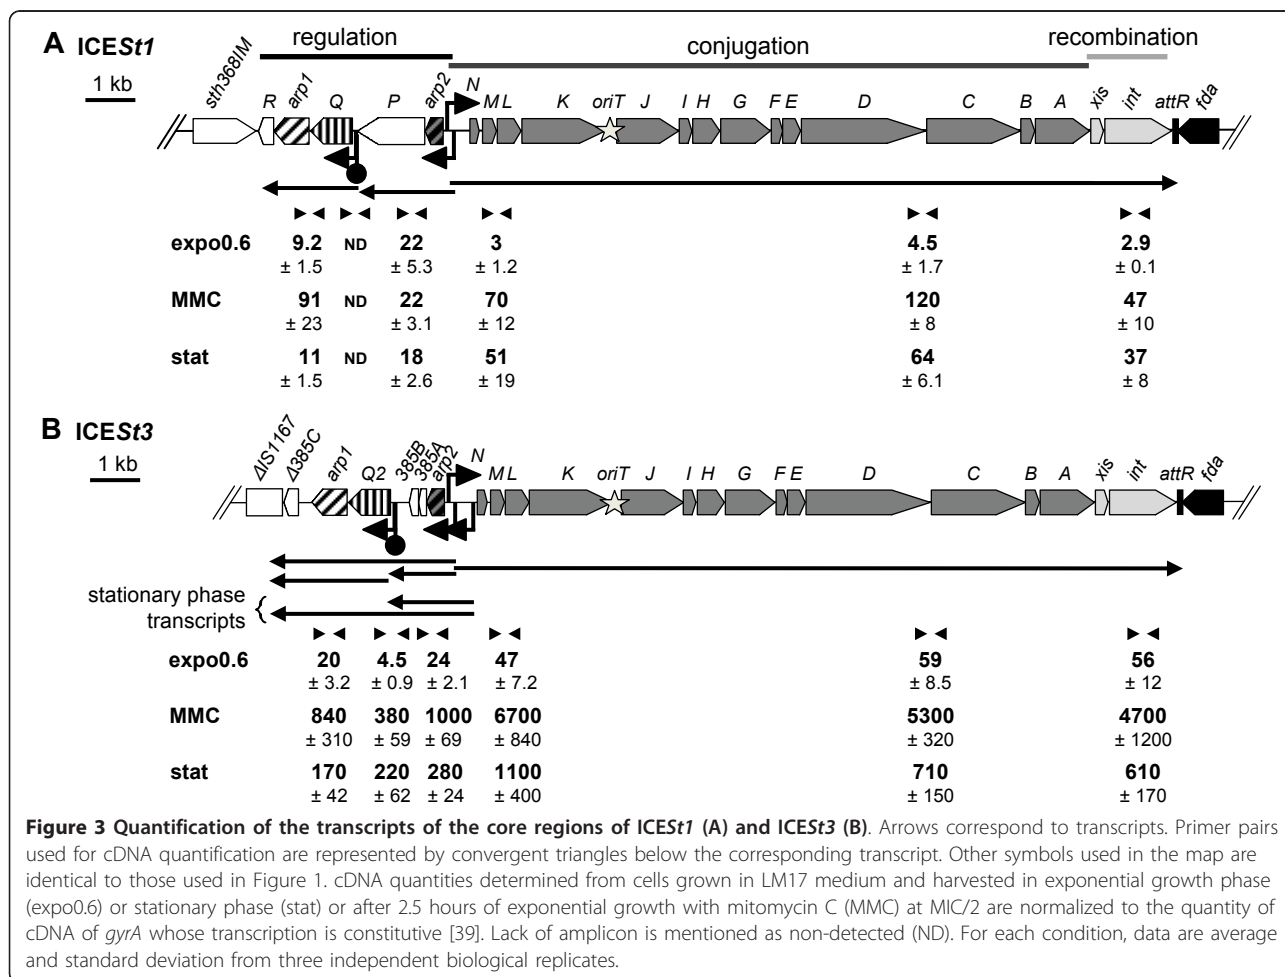 A ICESt1
regulation
conjugation
recombination
1 kb
sth368IM R arp1 Q P arp2 N M L K oriT J I H G F E D C B A xis int attR fda
expo0.6 9.2 ND 22 3 4.5 2.9
± 1.5 ± 5.3 ± 1.2 ± 1.7 ± 0.1
MMC 91 ND 22 70 120 47
± 23 ± 3.1 ± 12 ± 8 ± 10
stat 11 ND 18 51 64 37
± 1.5 ± 2.6 ± 19 ± 6.1 ± 8
B ICESt3
1 kb
ΔIS1167 Δ385C arp1 Q2 385B 385A arp2 N M L K oriT J I H G F E D C B A xis int attR fda
stationary phase
transcripts {
expo0.6 20 4.5 24 47 59 56
± 3.2 ± 0.9 ± 2.1 ± 7.2 ± 8.5 ± 12
MMC 840 380 1000 6700 5300 4700
± 310 ± 59 ± 69 ± 840 ± 320 ± 1200
stat 170 220 280 1100 710 610
± 42 ± 62 ± 24 ± 400 ± 150 ± 170
Figure 3 Quantification of the transcripts of the core regions of ICESt1 (A) and ICESt3 (B). Arrows correspond to transcripts. Primer pairs
used for cDNA quantification are represented by convergent triangles below the corresponding transcript. Other symbols used in the map are
identical to those used in Figure 1. cDNA quantities determined from cells grown in LM17 medium and harvested in exponential growth phase
(expo0.6) or stationary phase (stat) or after 2.5 hours of exponential growth with mitomycin C (MMC) at MIC/2 are normalized to the quantity of
cDNA of gyrA whose transcription is constitutive [39]. Lack of amplicon is mentioned as non-detected (ND). For each condition, data are average
and standard deviation from three independent biological replicates.